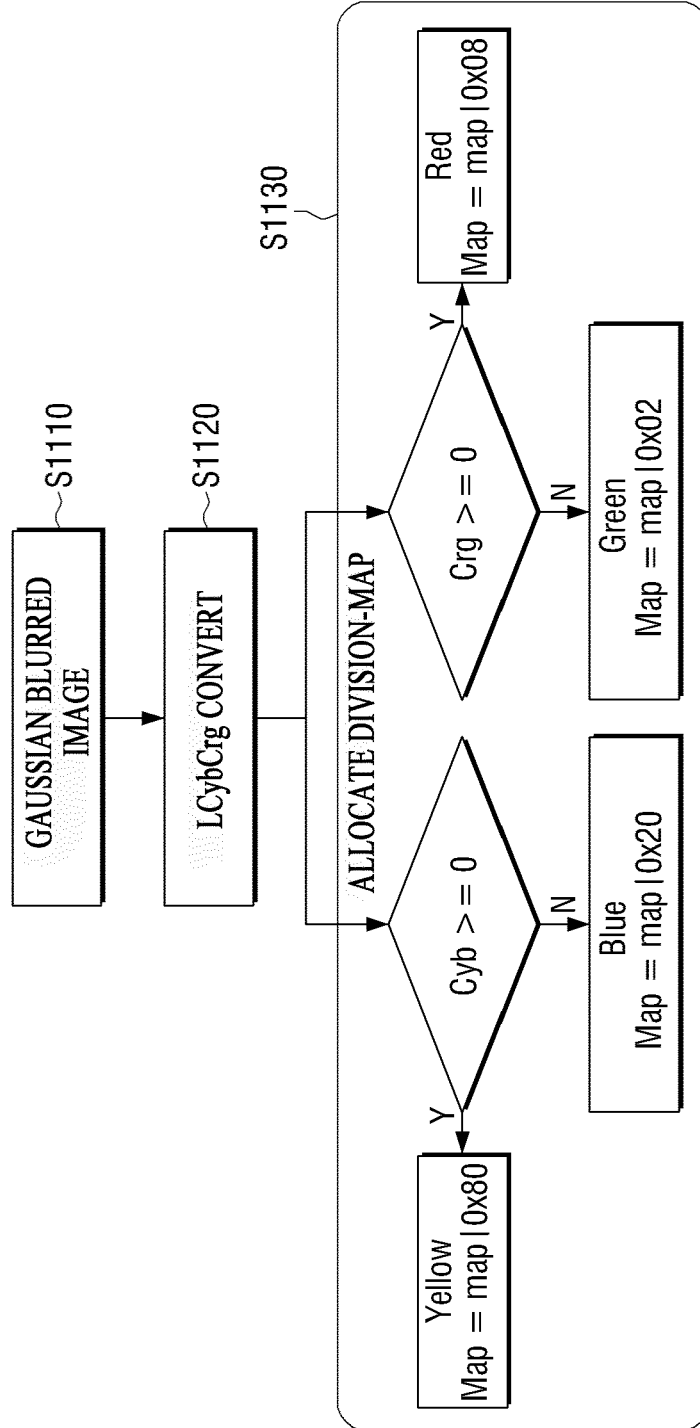 GAUSSIAN BLURRED
IMAGE
S1110
LCybCrg CONVERT
S1120
S1130
ALLOCATE DIVISION-MAP
Yellow
Map = map|0x80
Y
Cyb >= 0
N
Blue
Map = map|0x20
Crg >= 0
Y
Red
Map = map|0x08
N
Green
Map = map|0x02